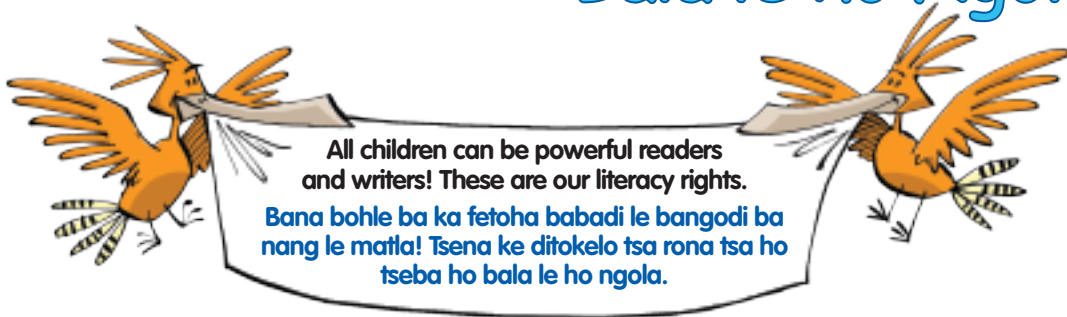 All children can be powerful readers
and writers! These are our literacy rights.
Bana bohle ba ka fetoha babadi le bangodi ba
nang le matla! Tsena ke ditokelo tsa rona tsa ho
tseba ho bala le ho ngola.